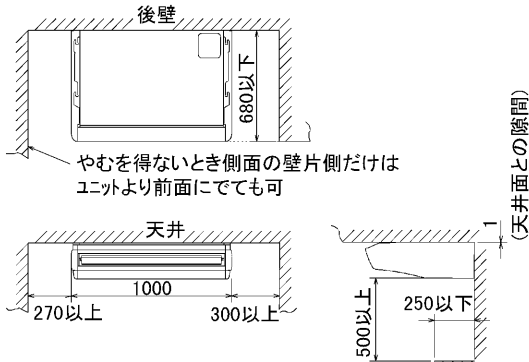 後壁
680以下
やむを得ないとき側面の壁片側だけは
ユニットより前面にでても可
天井
1000
270以上
300以上
1
(天井面との隙間)
500以上
250以下